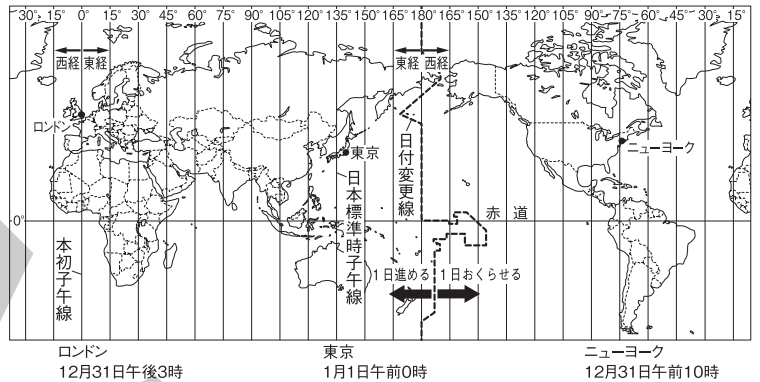 30° 15° 0° 15° 30° 45° 60° 75° 90° 105° 120° 135° 150° 165° 180° 165° 150° 135° 120° 105° 90° 75° 60° 45° 30° 15°
西経 東経
東経 西経
ロンドン
東京
日付変更線
ニューヨーク
日本標準時子午線
0°
赤道
本初子午線
1日進める 1日おくらせる
ロンドン
12月31日午後3時
東京
1月1日午前0時
ニューヨーク
12月31日午前10時